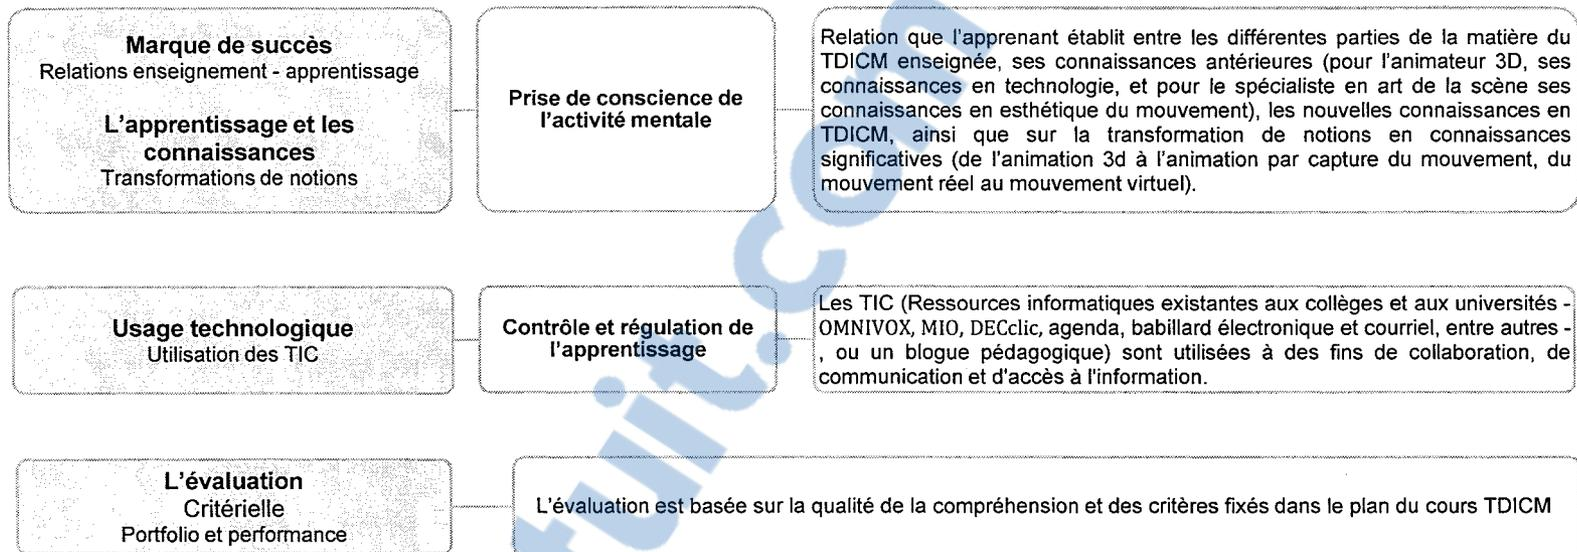 Marque de succès
Relations enseignement - apprentissage
L'apprentissage et les
connaissances
Transformations de notions
Prise de conscience de
l'activité mentale
Relation que l'apprenant établit entre les différentes parties de la matière du
TDICM enseignée, ses connaissances antérieures (pour l'animateur 3D, ses
connaissances en technologie, et pour le spécialiste en art de la scène ses
connaissances en esthétique du mouvement), les nouvelles connaissances en
TDICM, ainsi que sur la transformation de notions en connaissances
significatives (de l'animation 3d à l'animation par capture du mouvement, du
mouvement réel au mouvement virtuel).
Usage technologique
Utilisation des TIC
Contrôle et régulation de
l'apprentissage
Les TIC (Ressources informatiques existantes aux collèges et aux universités -
OMNIVOX, MIO, DECclic, agenda, babillard électronique et courriel, entre autres -
, ou un blogue pédagogique) sont utilisées à des fins de collaboration, de
communication et d'accès à l'information.
L'évaluation
Critérielle
Portfolio et performance
L'évaluation est basée sur la qualité de la compréhension et des critères fixés dans le plan du cours TDICM
tuit.com